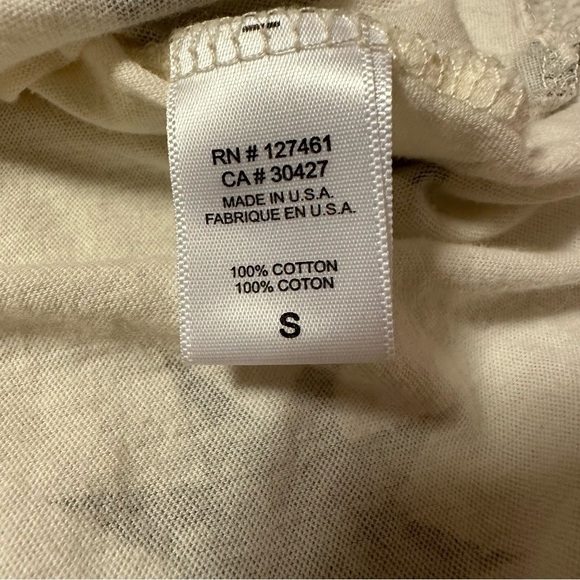 RN # 127461
CA # 30427
MADE IN U.S.A.
FABRIQUE EN U.S.A.
100% COTTON
100% COTON
S